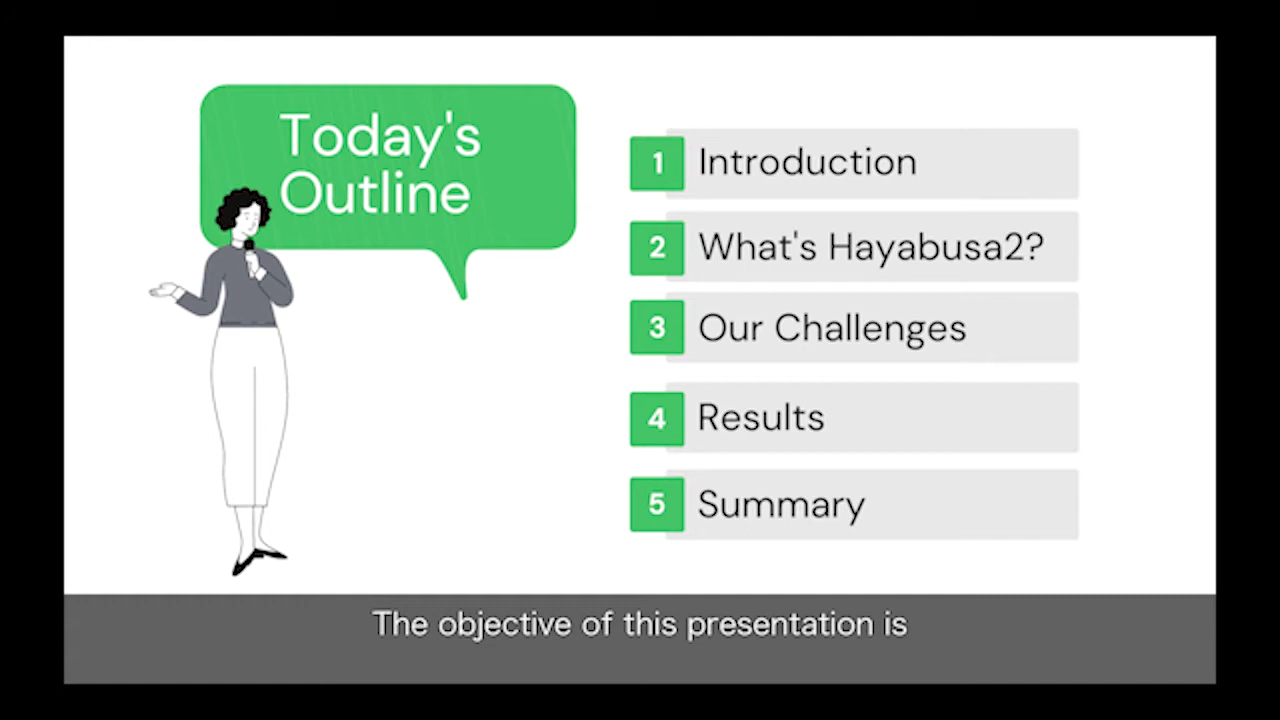 Today's
Outline
1 Introduction
2 What's Hayabusa2?
3 Our Challenges
4 Results
5 Summary
The objective of this presentation is